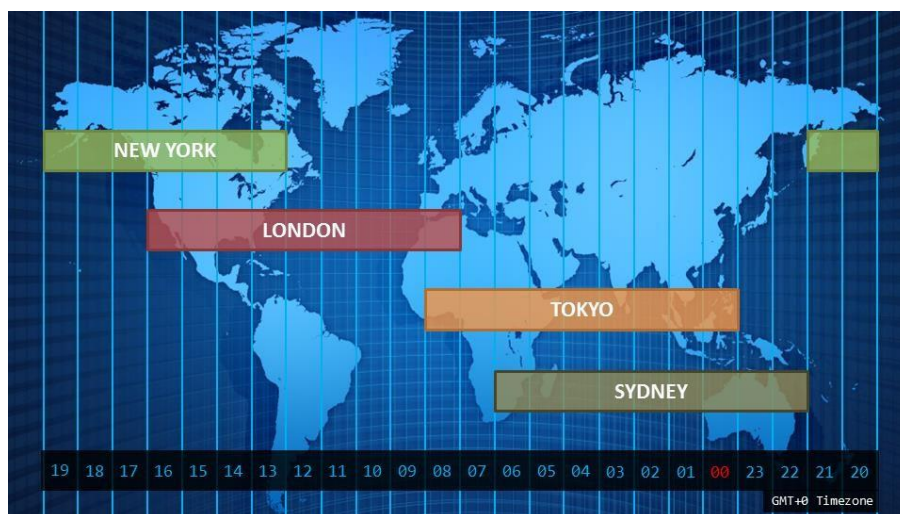 NEW YORK
LONDON
TOKYO
SYDNEY
19 18 17 16 15 14 13 12 11 10 09 08 07 06 05 04 03 02 01 00 23 22 21 20
GMT+0 Timezone